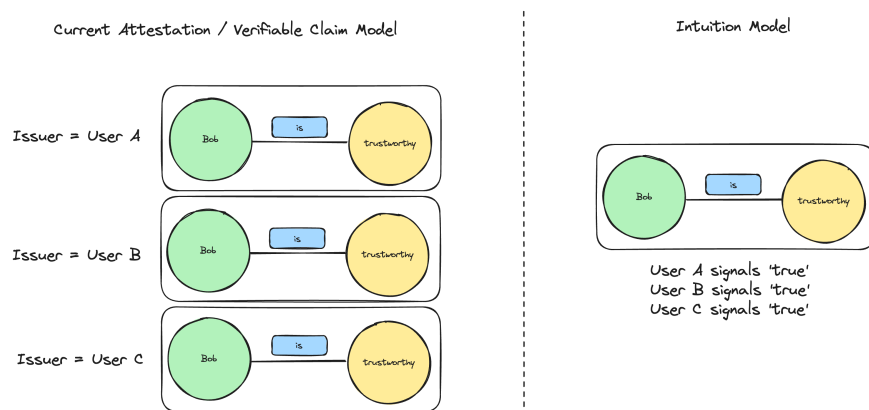 Current Attestation / Verifiable Claim Model
Issuer = User A
Bob
is
trustworthy
Issuer = User B
Bob
is
trustworthy
Issuer = User C
Bob
is
trustworthy
Intuition Model
Bob
is
trustworthy
User A signals 'true'
User B signals 'true'
User C signals 'true'